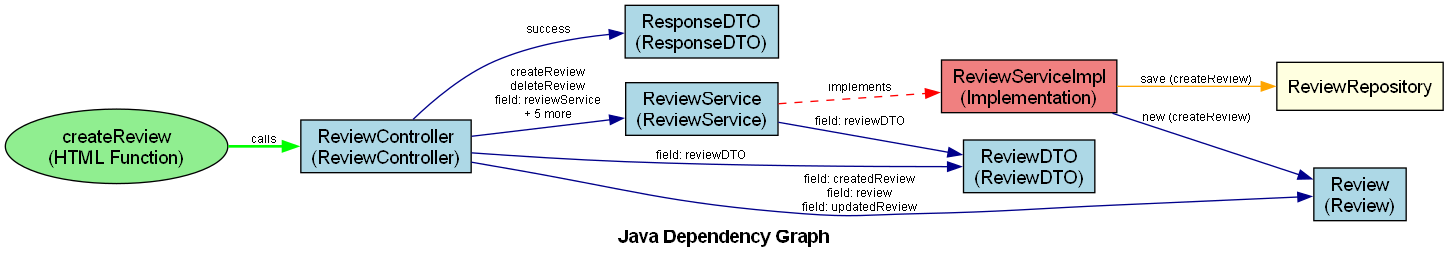 createReview
(HTML Function)
calls
ReviewController
(ReviewController)
success
ResponseDTO
(ResponseDTO)
createReview
deleteReview
field: reviewService
+ 5 more
ReviewService
(ReviewService)
implements
ReviewServiceImpl
(Implementation)
save (createReview)
ReviewRepository
field: reviewDTO
new (createReview)
field: reviewDTO
ReviewDTO
(ReviewDTO)
field: createdReview
field: review
field: updatedReview
Review
(Review)
Java Dependency Graph